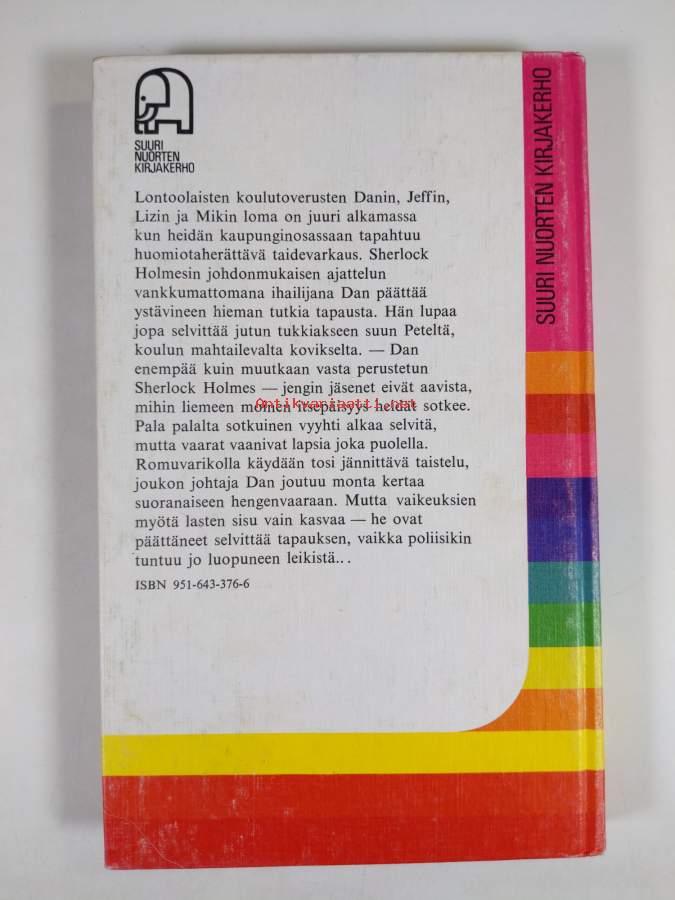 SUURI
NUORTEN
KIRJAKERHO
SUURI NUORTEN KIRJAKERHO
Lontoolaisten koulutoverusten Danin, Jeffin,
Lizin ja Mikin loma on juuri alkamassa
kun heidän kaupunginosassaan tapahtuu
huomiotaherättävä taidevarkaus. Sherlock
Holmesin johdonmukaisen ajattelun
vankkumattomana ihailijana Dan päättää
ystävineen hieman tutkia tapausta. Hän lupaa
jopa selvittää jutun tukkiakseen suun Peteltä,
koulun mahtailevalta kovikselta. — Dan
enempää kuin muutkaan vasta perustetun
Sherlock Holmes — jengin jäsenet eivät aavista,
mihin liemeen moinen itsepäisyys heidät sotkee.
Antikvariaatti.net
Pala palalta sotkuinen vyyhti alkaa selvitä,
mutta vaarat vaanivat lapsia joka puolella.
Romuvarikolla käydään tosi jännittävä taistelu,
joukon johtaja Dan joutuu monta kertaa
suoranaiseen hengenvaaraan. Mutta vaikeuksien
myötä lasten sisu vain kasvaa — he ovat
päättäneet selvittää tapauksen, vaikka poliisikin
tuntuu jo luopuneen leikistä...
ISBN 951-643-376-6